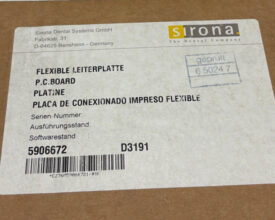 Sirona Dental Systems GmbH
Fabrikstr. 31
D-64625 Bensheim - Germany
sirona.
The Dental Company
FLEXIBLE LEITERPLATTE
P.C.BOARD
PLATINE
PLACA DE CONEXIONADO IMPRESO FLEXIBLE
geprüft
Serien-Nummer:
Ausführungsstand:
Softwarestand:
5906672 D3191